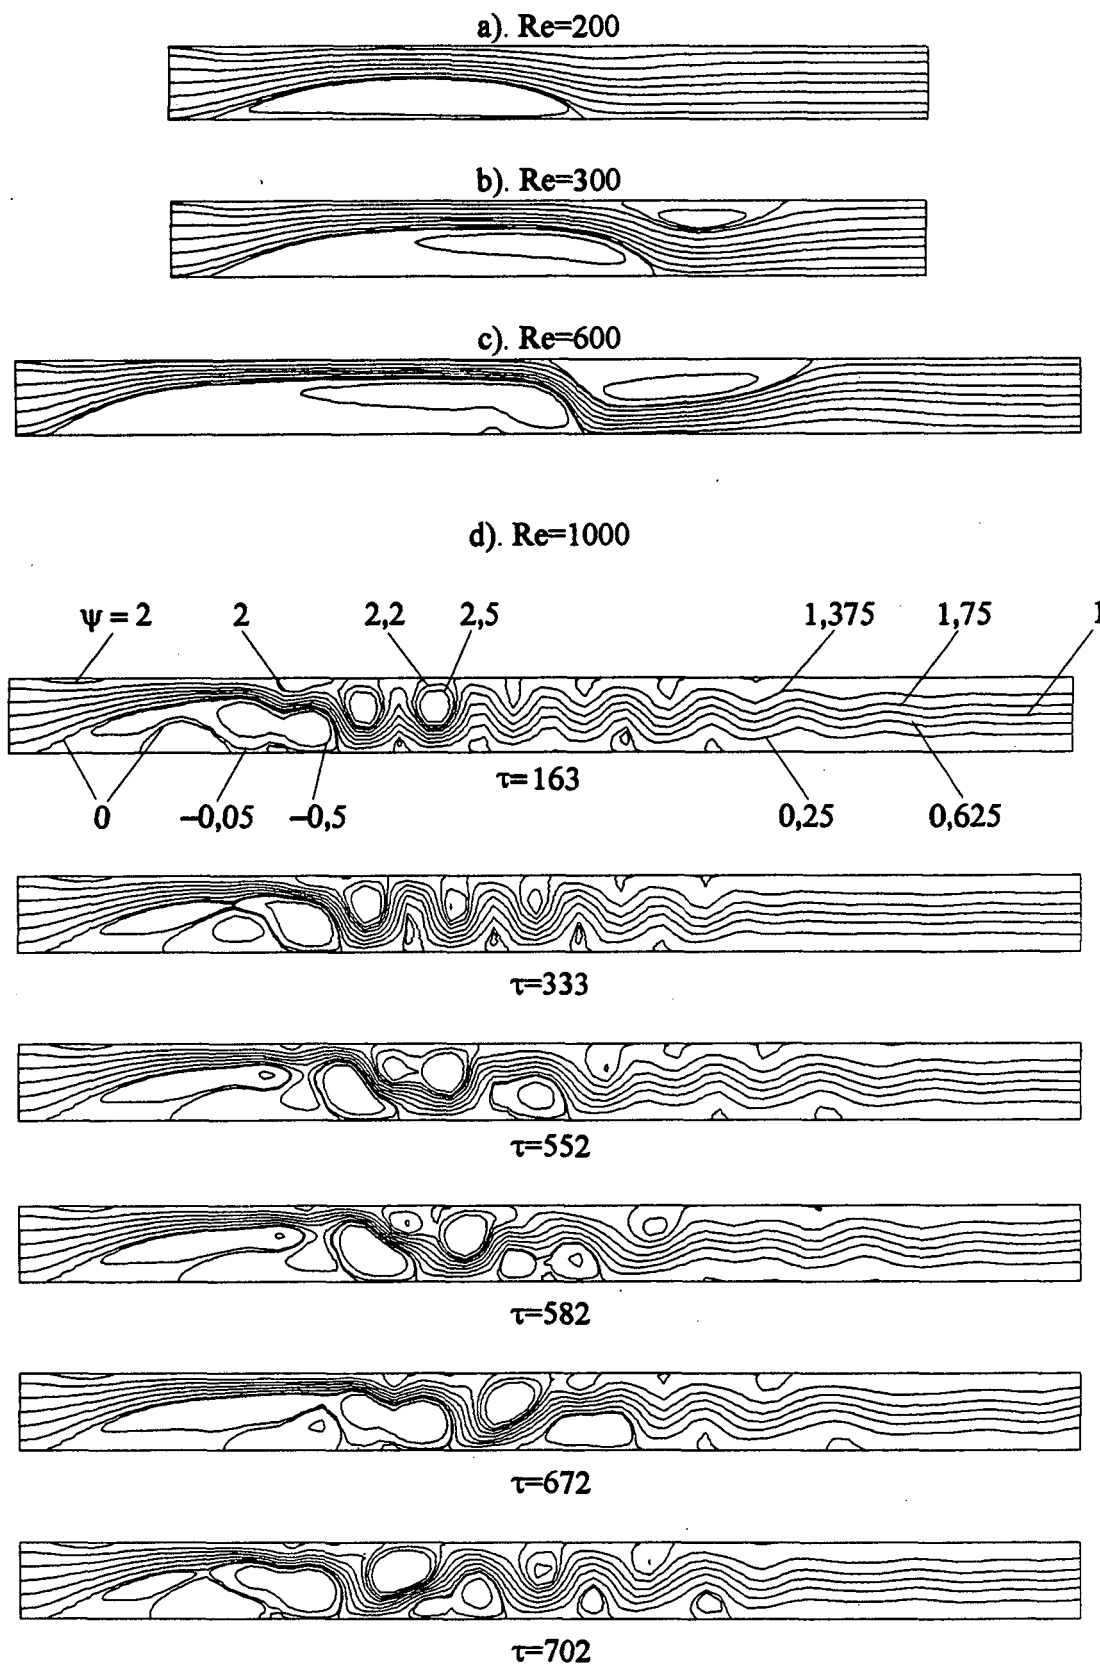 a). Re=200
b). Re=300
c). Re=600
d). Re=1000
ψ = 2 2 2,2 2,5 1,375 1,75 1
τ=163
0 –0,05 –0,5 0,25 0,625
τ=333
τ=552
τ=582
τ=672
τ=702